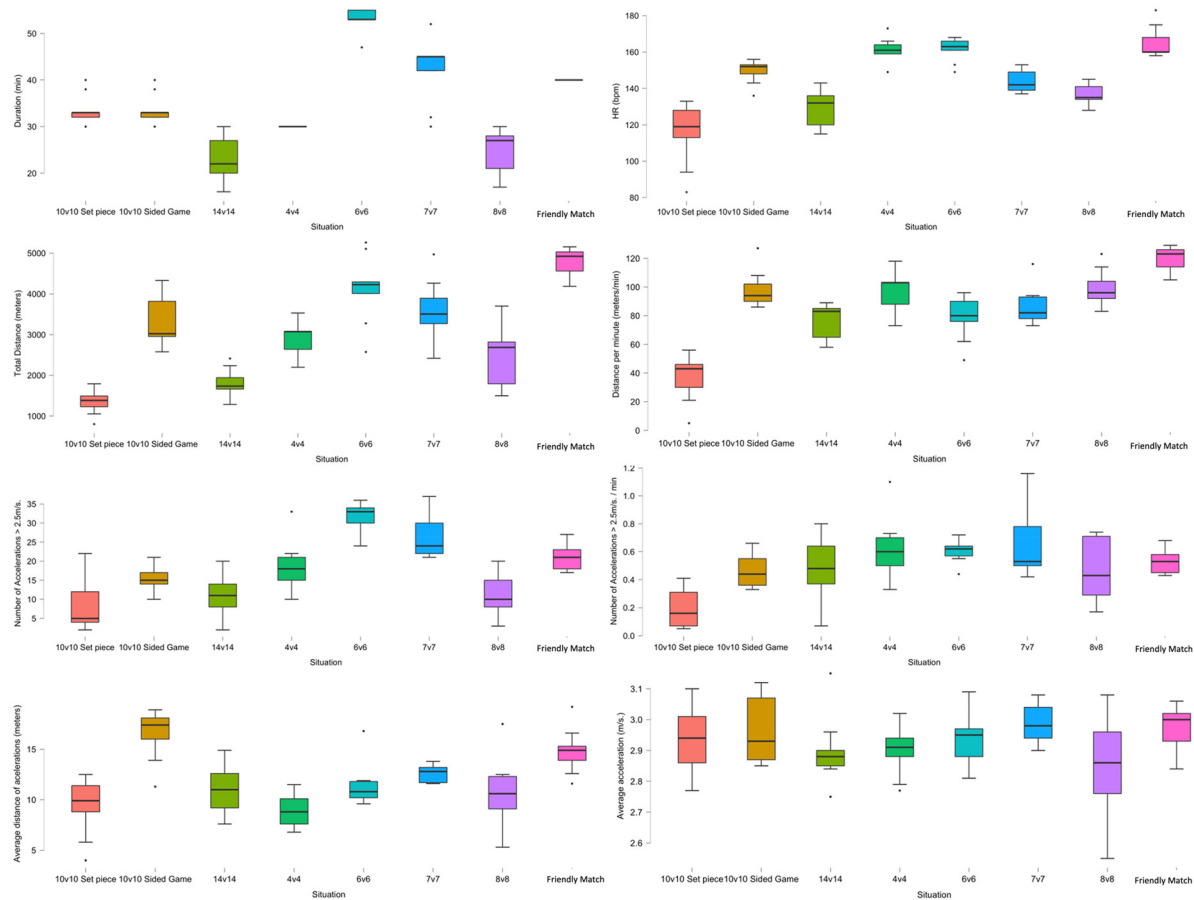 Duration (min)
50
40
30
20
10v10 Set piece 10v10 Sided Game 14v14 4v4 6v6 7v7 8v8 Friendly Match
Situation
HR (bpm)
180
160
140
120
100
80
10v10 Set piece 10v10 Sided Game 14v14 4v4 6v6 7v7 8v8 Friendly Match
Situation
Total Distance (meters)
5000
4000
3000
2000
1000
10v10 Set piece 10v10 Sided Game 14v14 4v4 6v6 7v7 8v8 Friendly Match
Situation
Distance per minute (meters/min)
120
100
80
60
40
20
0
10v10 Set piece 10v10 Sided Game 14v14 4v4 6v6 7v7 8v8 Friendly Match
Situation
Number of Accelerations > 2.5m/s.
35
30
25
20
15
10
5
10v10 Set piece 10v10 Sided Game 14v14 4v4 6v6 7v7 8v8 Friendly Match
Situation
Number of Accelerations > 2.5m/s. / min
1.2
1.0
0.8
0.6
0.4
0.2
0.0
10v10 Set piece 10v10 Sided Game 14v14 4v4 6v6 7v7 8v8 Friendly Match
Situation
Average distance of acelerations (meters)
15
10
5
10v10 Set piece 10v10 Sided Game 14v14 4v4 6v6 7v7 8v8 Friendly Match
Situation
Average acceleration (m/s.)
3.1
3.0
2.9
2.8
2.7
2.6
10v10 Set piece 10v10 Sided Game 14v14 4v4 6v6 7v7 8v8 Friendly Match
Situation